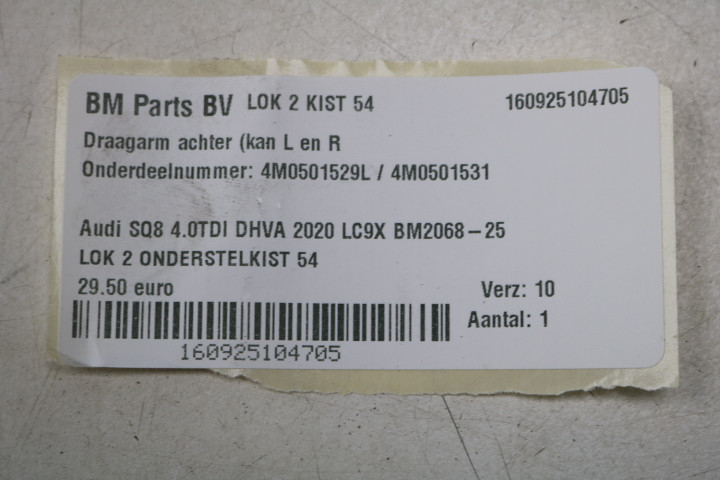 BM Parts BV LOK 2 KIST 54 160925104705
Draagarm achter (kan L en R
Onderdeelnummer: 4M0501529L / 4M0501531
Audi SQ8 4.0TDI DHVA 2020 LC9X BM2068-25
LOK 2 ONDERSTELKIST 54
29.50 euro Verz: 10
Aantal: 1
160925104705